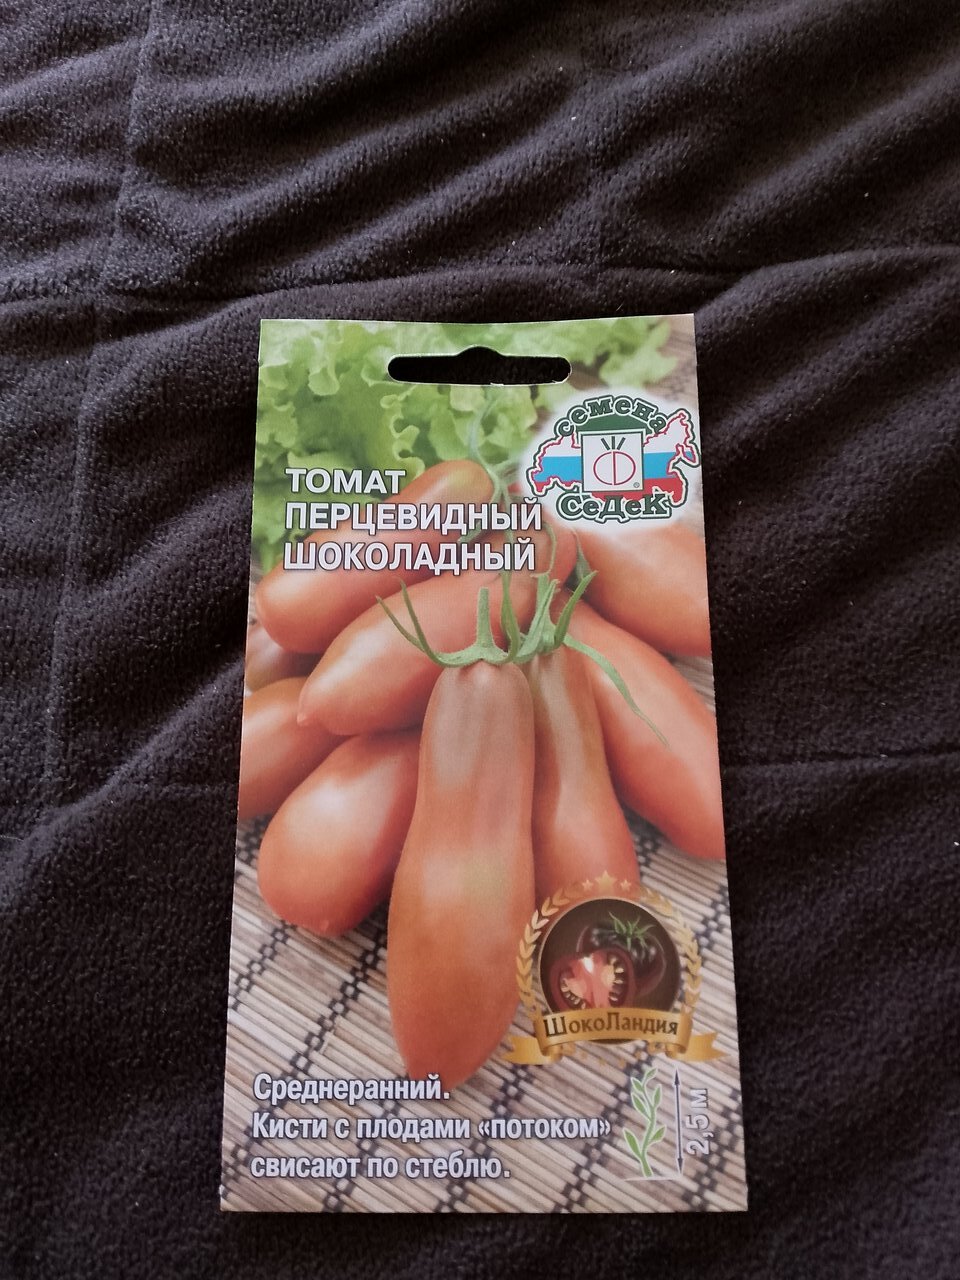 семена
СеДеК
ТОМАТ
ПЕРЦЕВИДНЫЙ
ШОКОЛАДНЫЙ
ШокоЛандия
Среднеранний.
Кисти с плодами «потоком»
свисают по стеблю.
2,5 м